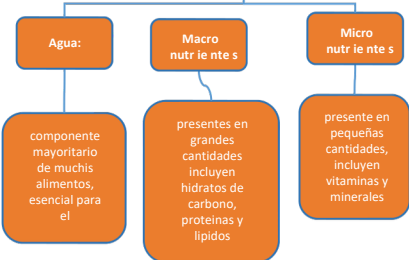 Agua:
Macro
nutr ie nte s
Micro
nutr ie nte s
componente
mayoritario
de muchis
alimentos,
esencial para
el
presentes en
grandes
cantidades
incluyen
hidratos de
carbono,
proteinas y
lipidos
presente en
pequeñas
cantidades,
incluyen
vitaminas y
minerales